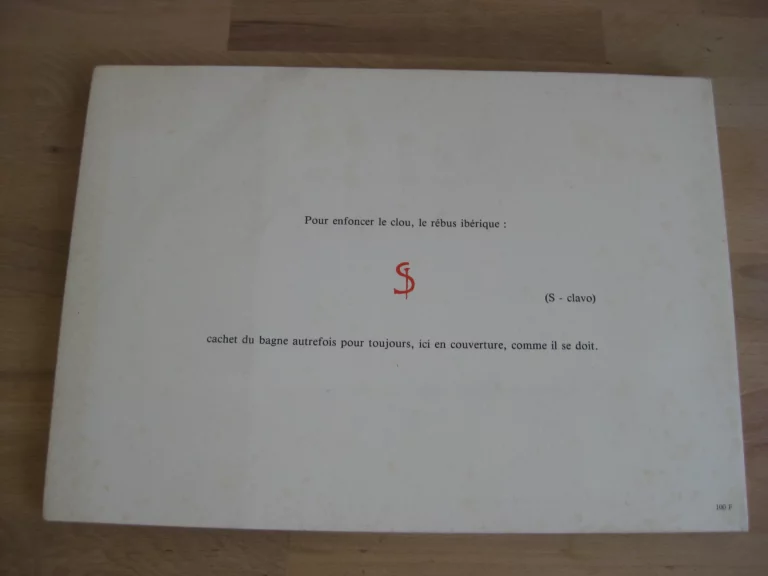 Pour enfoncer le clou, le rébus ibérique :
S
(S - clavo)
cachet du bagne autrefois pour toujours, ici en couverture, comme il se doit.
100 F